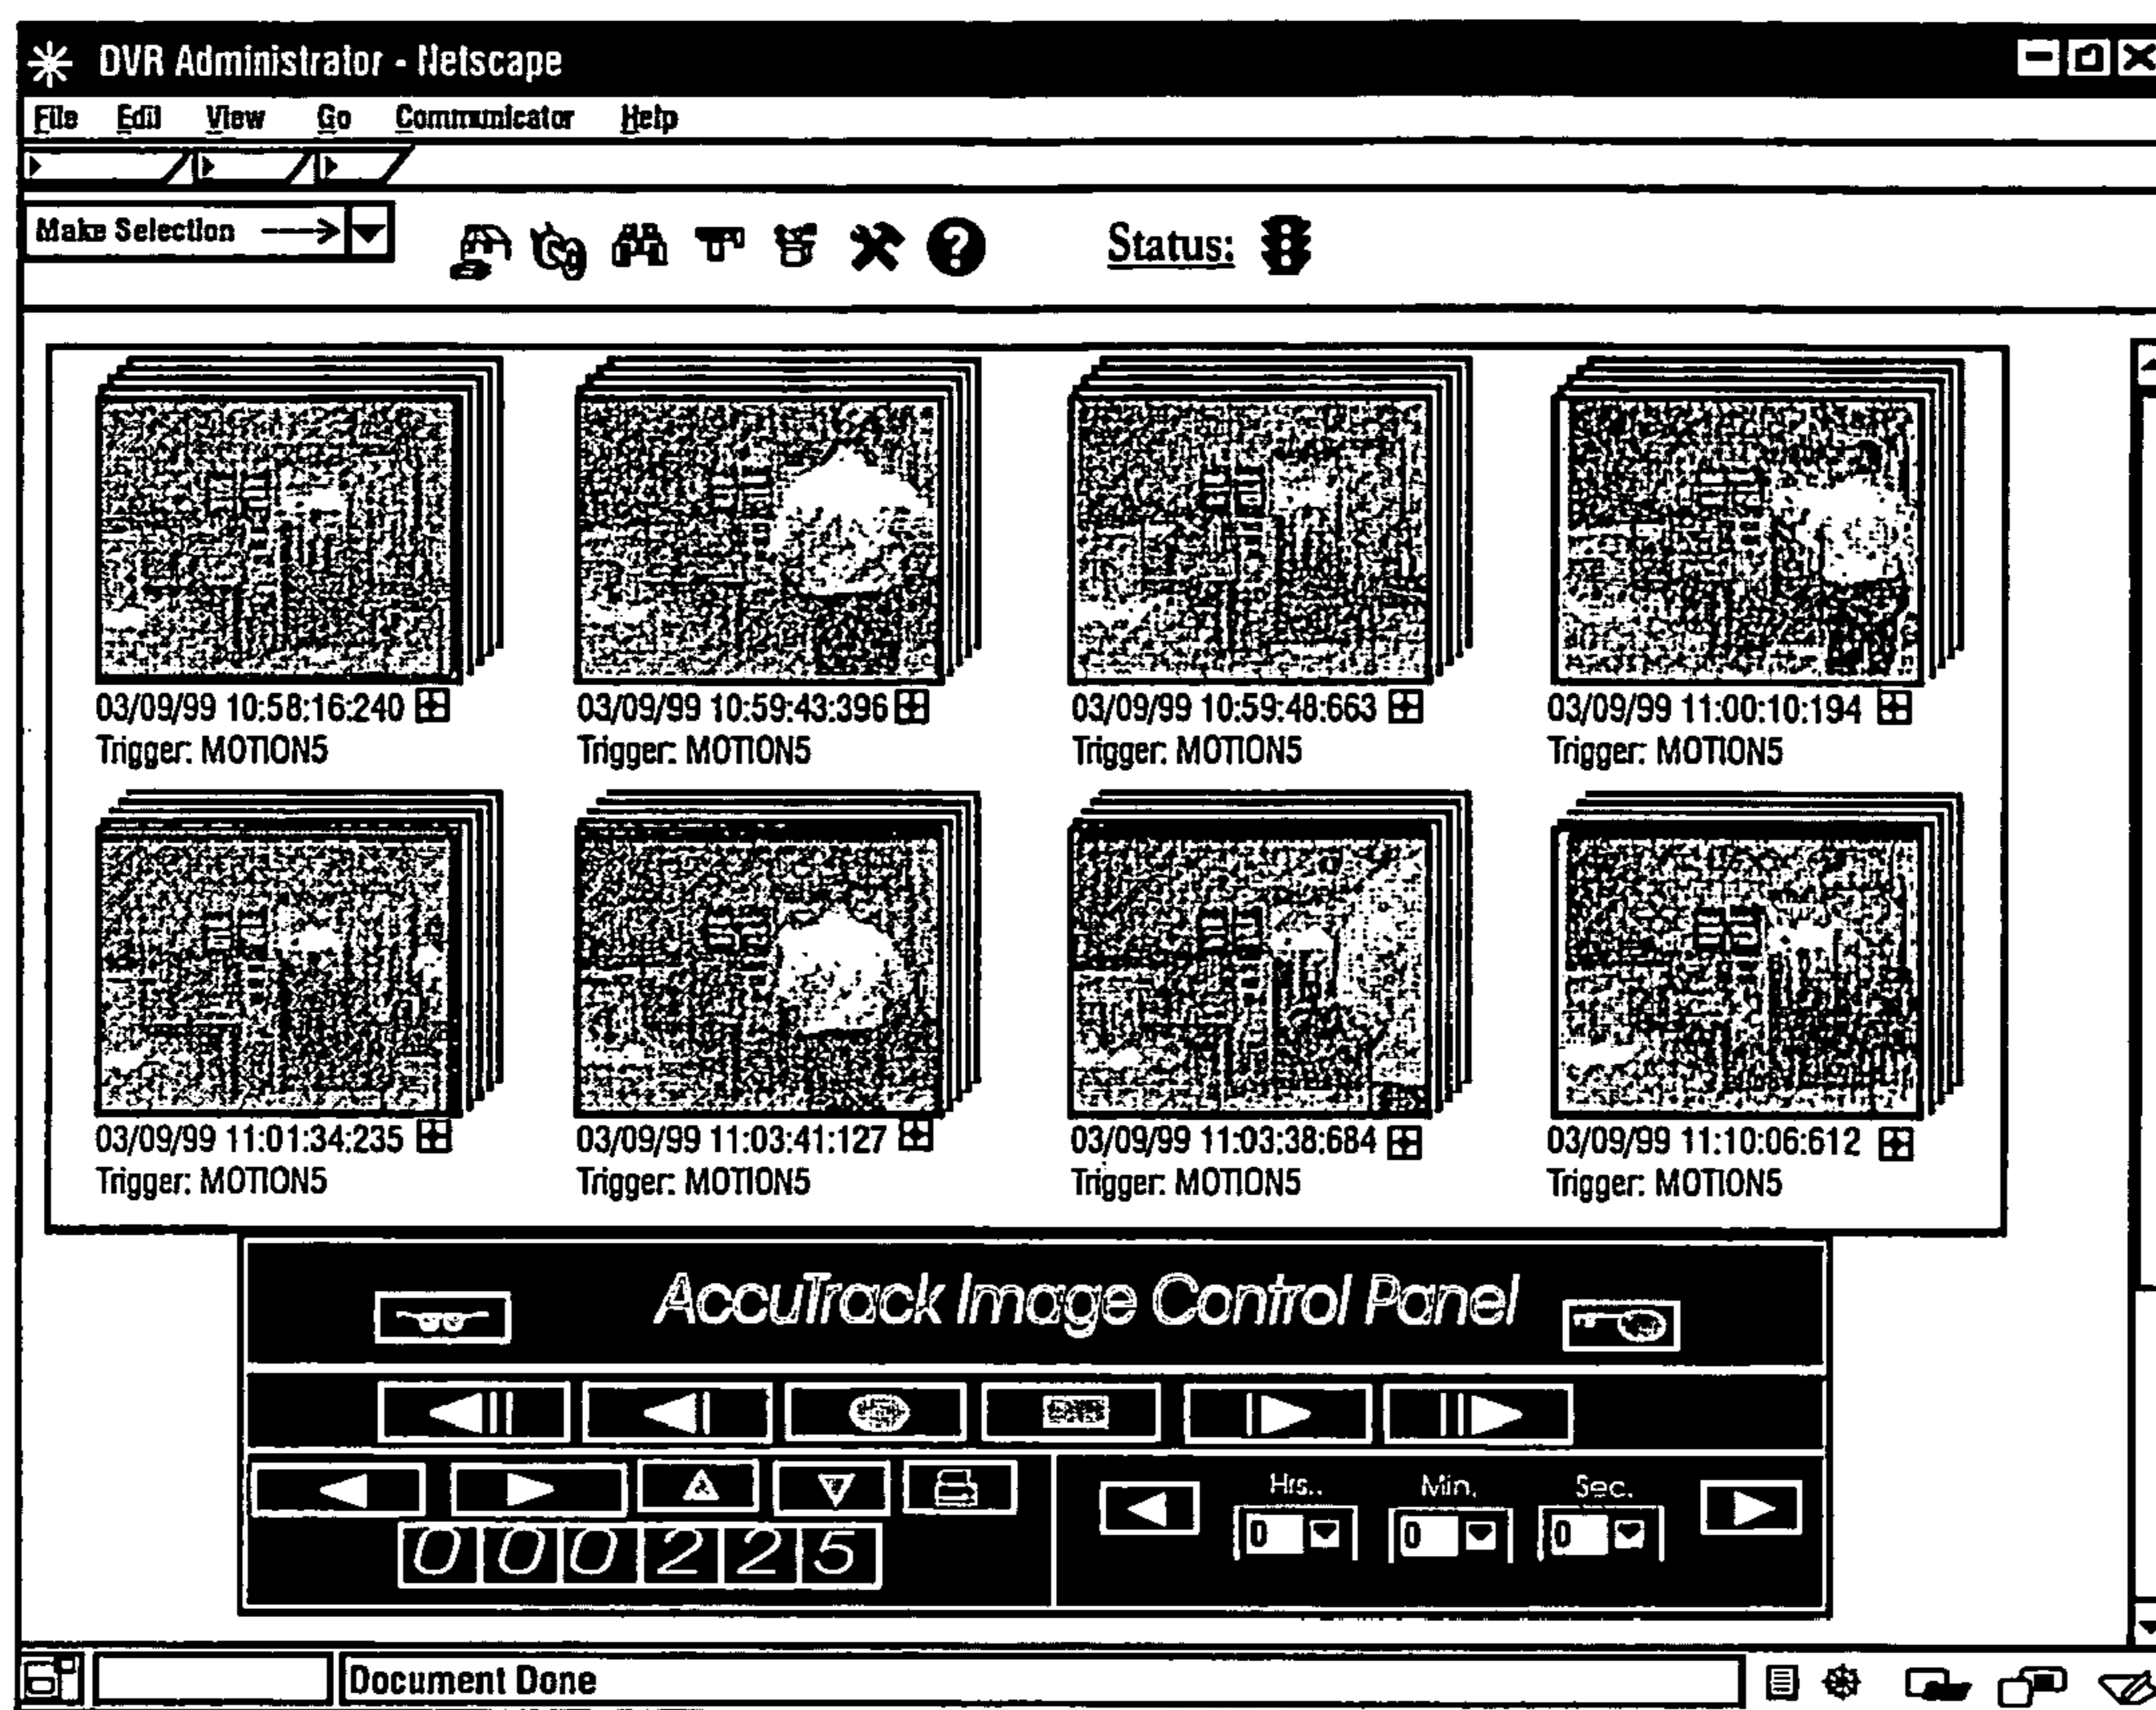 DVR Administrator - Netscape
File Edit View Go Communicator Help
Make Selection
? Status:
03/09/99 10:58:16:240
Trigger: MOTION5
03/09/99 10:59:43:396
Trigger: MOTION5
03/09/99 10:59:48:663
Trigger: MOTION5
03/09/99 11:00:10:194
Trigger: MOTION5
03/09/99 11:01:34:235
Trigger: MOTION5
03/09/99 11:03:41:127
Trigger: MOTION5
03/09/99 11:03:38:684
Trigger: MOTION5
03/09/99 11:10:06:612
Trigger: MOTION5
AccuTrack Image Control Panel
Hrs.. Min. Sec.
0 0 0
000225
Document Done